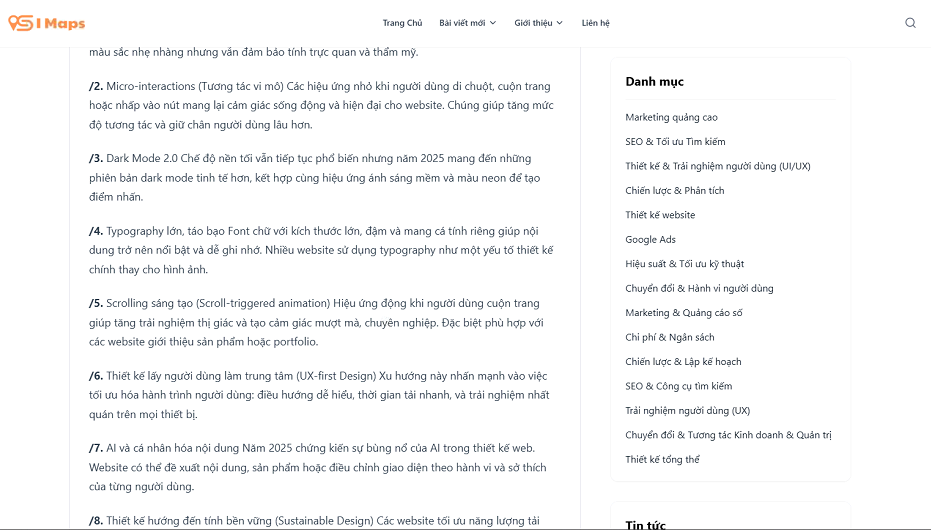 SI Maps
Trang Chủ
Bài viết mới
Giới thiệu
Liên hệ
màu sắc nhẹ nhàng nhưng vẫn đảm bảo tính trực quan và thẩm mỹ.
/2. Micro-interactions (Tương tác vi mô) Các hiệu ứng nhỏ khi người dùng di chuột, cuộn trang
hoặc nhấp vào nút mang lại cảm giác sống động và hiện đại cho website. Chúng giúp tăng mức
độ tương tác và giữ chân người dùng lâu hơn.
/3. Dark Mode 2.0 Chế độ nền tối vẫn tiếp tục phổ biến nhưng năm 2025 mang đến những
phiên bản dark mode tinh tế hơn, kết hợp cùng hiệu ứng ánh sáng mềm và màu neon để tạo
điểm nhấn.
/4. Typography lớn, táo bạo Font chữ với kích thước lớn, đậm và mang cá tính riêng giúp nội
dung trở nên nổi bật và dễ ghi nhớ. Nhiều website sử dụng typography như một yếu tố thiết kế
chính thay cho hình ảnh.
/5. Scrolling sáng tạo (Scroll-triggered animation) Hiệu ứng động khi người dùng cuộn trang
giúp tăng trải nghiệm thị giác và tạo cảm giác mượt mà, chuyên nghiệp. Đặc biệt phù hợp với
các website giới thiệu sản phẩm hoặc portfolio.
/6. Thiết kế lấy người dùng làm trung tâm (UX-first Design) Xu hướng này nhấn mạnh vào việc
tối ưu hóa hành trình người dùng: điều hướng dễ hiểu, thời gian tải nhanh, và trải nghiệm nhất
quán trên mọi thiết bị.
/7. AI và cá nhân hóa nội dung Năm 2025 chứng kiến sự bùng nổ của AI trong thiết kế web.
Website có thể đề xuất nội dung, sản phẩm hoặc điều chỉnh giao diện theo hành vi và sở thích
của từng người dùng.
/8. Thiết kế hướng đến tính bền vững (Sustainable Design) Các website tối ưu năng lượng tải
Danh mục
Marketing quảng cao
SEO & Tối ưu Tìm kiếm
Thiết kế & Trải nghiệm người dùng (UI/UX)
Chiến lược & Phân tích
Thiết kế website
Google Ads
Hiệu suất & Tối ưu kỹ thuật
Chuyển đổi & Hành vi người dùng
Marketing & Quảng cáo số
Chi phí & Ngân sách
Chiến lược & Lập kế hoạch
SEO & Công cụ tìm kiếm
Trải nghiệm người dùng (UX)
Chuyển đổi & Tương tác Kinh doanh & Quản trị
Thiết kế tổng thể
Tin tức